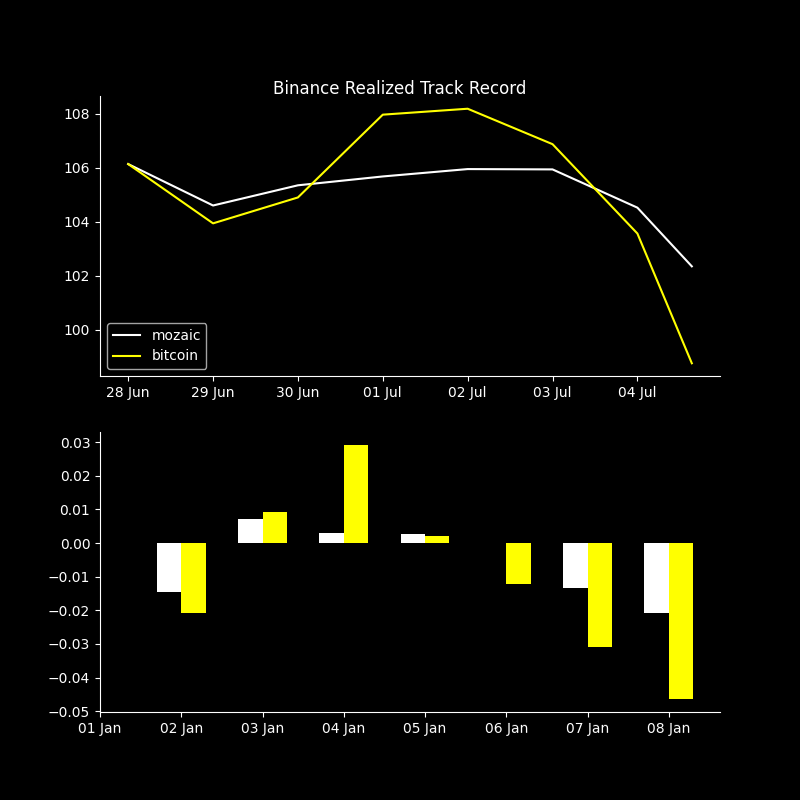 Binance Realized Track Record
108
106
104
102
100
mozaic
bitcoin
28 Jun 29 Jun 30 Jun 01 Jul 02 Jul 03 Jul 04 Jul
0.03
0.02
0.01
0.00
−0.01
−0.02
−0.03
−0.04
−0.05
01 Jan 02 Jan 03 Jan 04 Jan 05 Jan 06 Jan 07 Jan 08 Jan